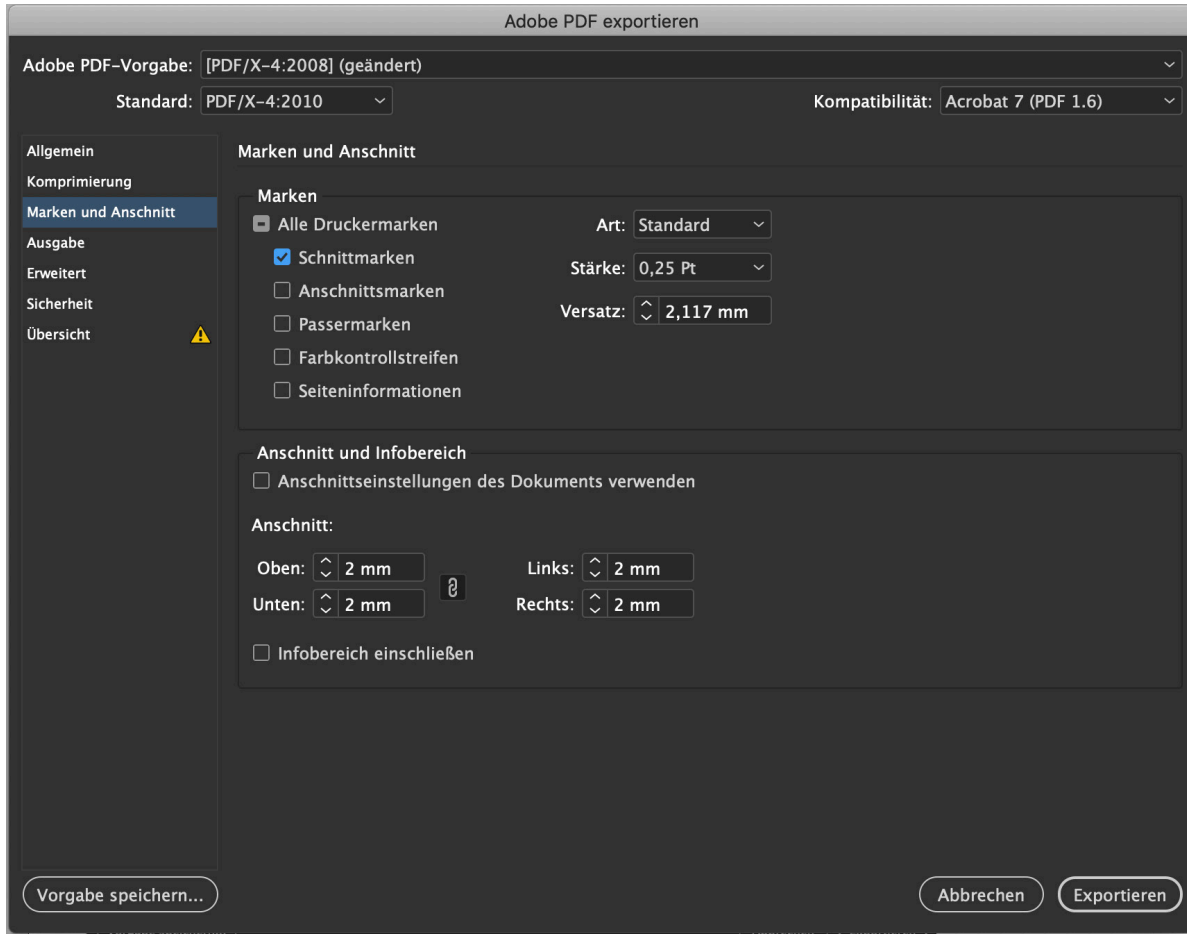 Adobe PDF exportieren
Adobe PDF-Vorgabe: [PDF/X-4:2008] (geändert)
Standard: PDF/X-4:2010 Kompatibilität: Acrobat 7 (PDF 1.6)
Allgemein
Komprimierung
Marken und Anschnitt
Ausgabe
Erweitert
Sicherheit
Übersicht
Marken und Anschnitt
Marken
Alle Druckermarken
Schnittmarken
Anschnittsmarken
Passermarken
Farbkontrollstreifen
Seiteninformationen
Art: Standard
Stärke: 0,25 Pt
Versatz: 2,117 mm
Anschnitt und Infobereich
Anschnittseinstellungen des Dokuments verwenden
Anschnitt:
Oben: 2 mm Links: 2 mm
Unten: 2 mm Rechts: 2 mm
Infobereich einschließen
Vorgabe speichern... Abbrechen Exportieren